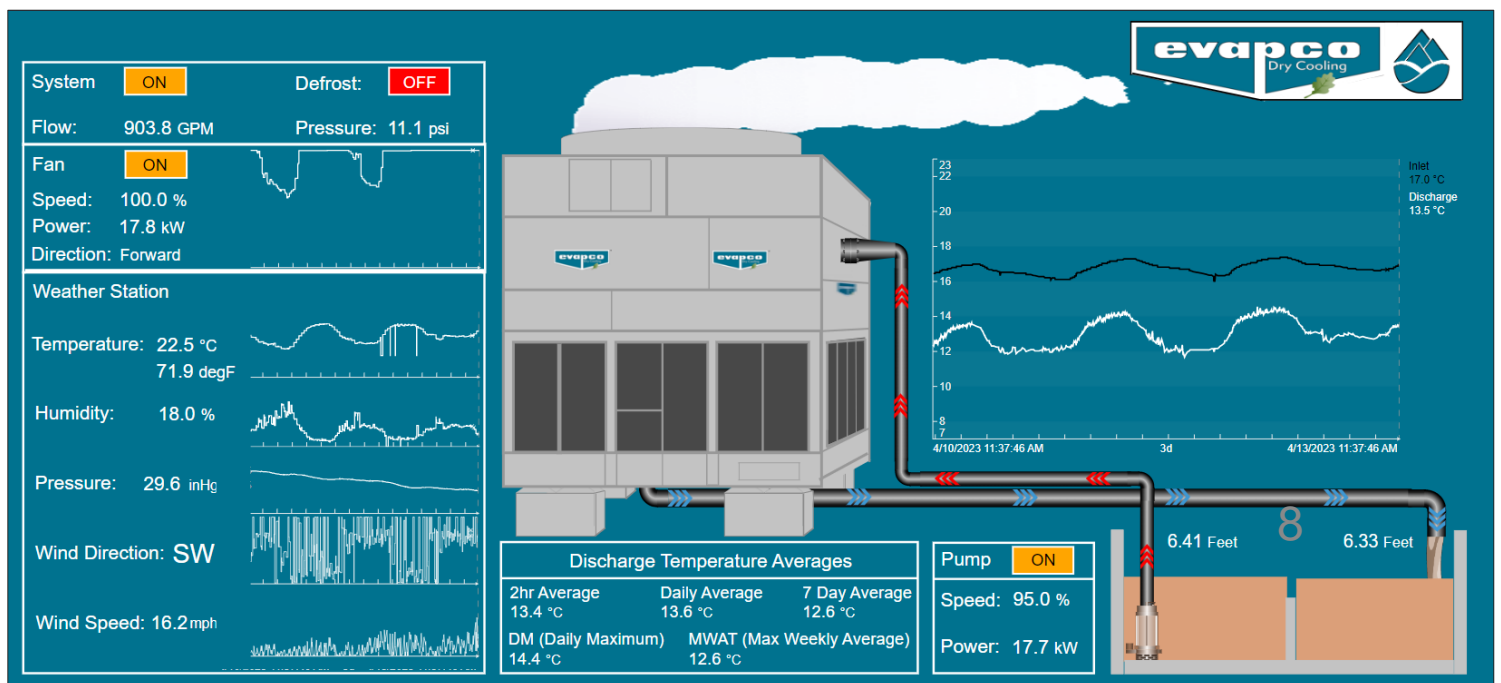 evapco
Dry Cooling
System ON Defrost: OFF
Flow: 903.8 GPM Pressure: 11.1 psi
Fan ON
Speed: 100.0 %
Power: 17.8 kW
Direction: Forward
Weather Station
Temperature: 22.5 °C
71.9 degF
Humidity: 18.0 %
Pressure: 29.6 inHg
Wind Direction: SW
Wind Speed: 16.2 mph
evapco evapco
23
22
20
18
16
14
12
10
8
7
4/10/2023 11:37:46 AM 3d 4/13/2023 11:37:46 AM
Inlet
17.0 °C
Discharge
13.5 °C
Discharge Temperature Averages
2hr Average Daily Average 7 Day Average
13.4 °C 13.6 °C 12.6 °C
DM (Daily Maximum) MWAT (Max Weekly Average)
14.4 °C 12.6 °C
Pump ON
Speed: 95.0 %
Power: 17.7 kW
8
6.41 Feet 6.33 Feet